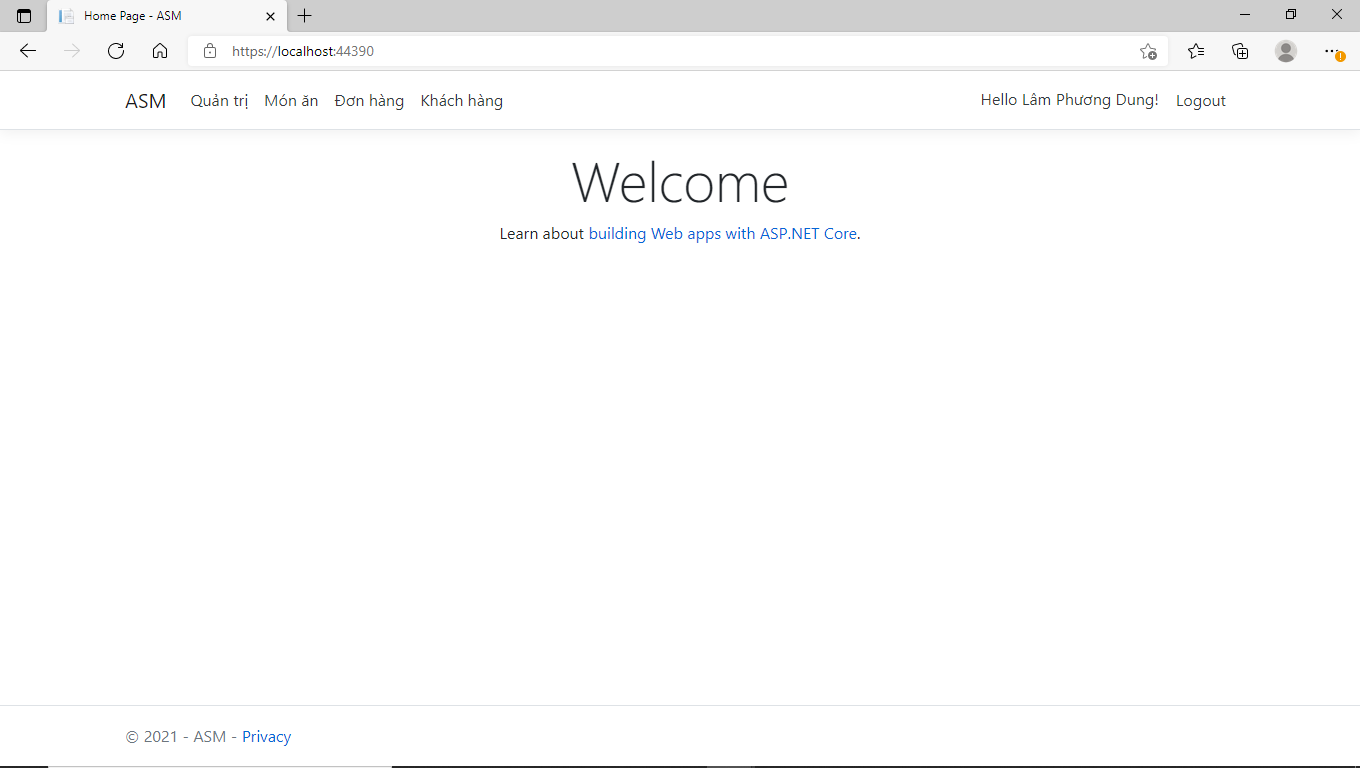 Home Page - ASM
https://localhost:44390
ASM Quản trị Món ăn Đơn hàng Khách hàng Hello Lâm Phương Dung! Logout
Welcome
Learn about building Web apps with ASP.NET Core.
© 2021 - ASM - Privacy